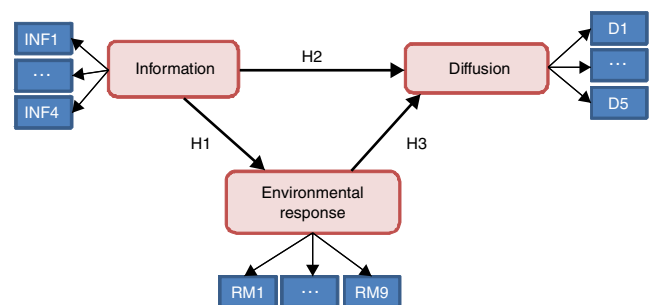 INF1
...
INF4
Information
H2
Diffusion
D1
...
D5
H1
H3
Environmental
response
RM1
...
RM9